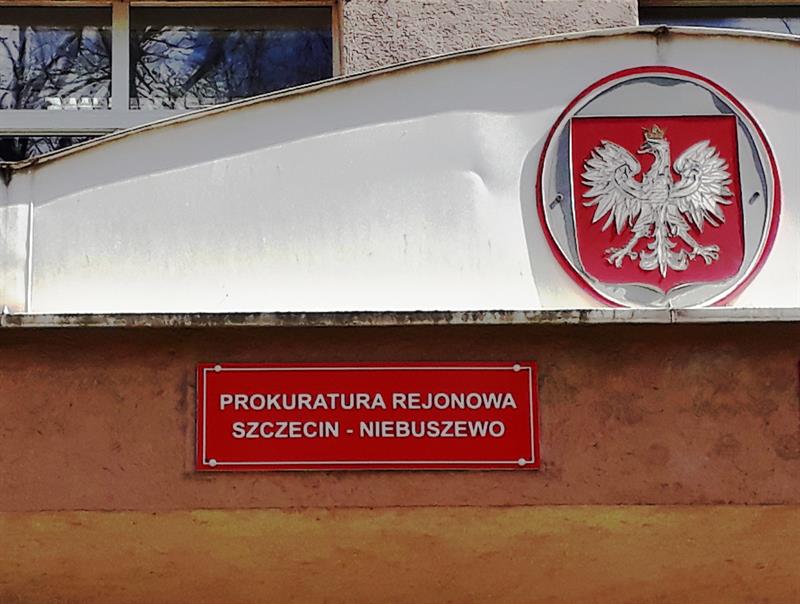 PROKURATURA REJONOWA
SZCZECIN - NIEBUSZEWO